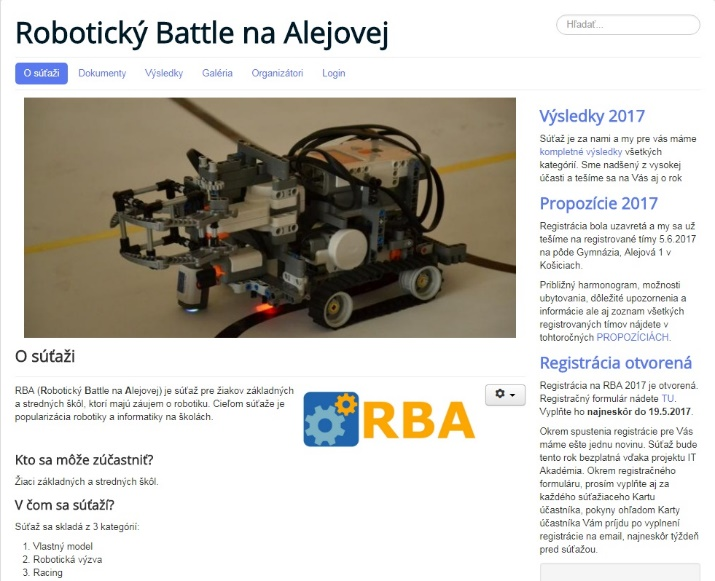 Robotický Battle na Alejovej
Hľadať...
O súťaži
Dokumenty
Výsledky
Galéria
Organizátori
Login
O súťaži
RBA (Robotický Battle na Alejovej) je súťaž pre žiakov základných
a stredných škôl, ktorí majú záujem o robotiku. Cieľom súťaže je
popularizácia robotiky a informatiky na školách.
RBA
Kto sa môže zúčastniť?
Žiaci základných a stredných škôl.
V čom sa súťaží?
Súťaž sa skladá z 3 kategórií:
1. Vlastný model
2. Robotická výzva
3. Racing
Výsledky 2017
Súťaž je za nami a my pre vás máme
kompletné výsledky všetkých
kategórií. Sme nadšený z vysokej
účasti a tešíme sa na Vás aj o rok
Propozície 2017
Registrácia bola uzavretá a my sa už
tešíme na registrované tímy 5.6.2017
na pôde Gymnázia, Alejová 1 v
Košiciach.
Približný harmonogram, možnosti
ubytovania, dôležité upozornenia a
informácie ale aj zoznam všetkých
registrovaných tímov nájdete v
tohtoročných PROPOZÍCIÁCH.
Registrácia otvorená
Registrácia na RBA 2017 je otvorená.
Registračný formulár nádete TU.
Vyplňte ho najneskór do 19.5.2017.
Okrem spustenia registrácie pre Vás
máme ešte jednu novinu. Súťaž bude
tento rok bezplatná vďaka projektu IT
Akadémia. Okrem registračného
formuláru, prosím vyplňte aj za
každého súťažiaceho Kartu
účastníka, pokyny ohľadom Karty
účastníka Vám príjdu po vyplnení
registrácie na email, najneskôr týždeň
pred súťažou.